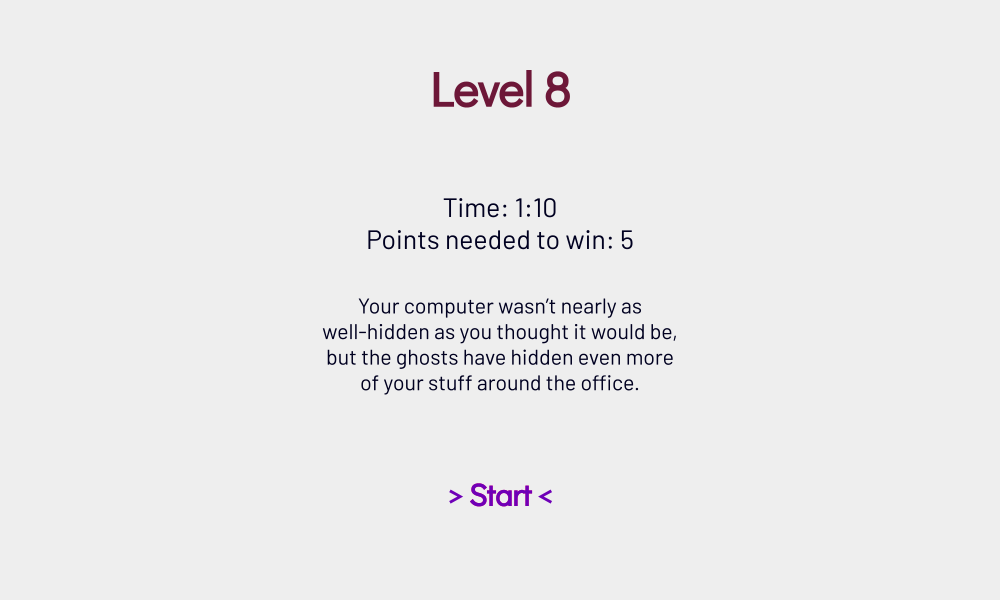 Level 8
Time: 1:10
Points needed to win: 5
Your computer wasn’t nearly as
well-hidden as you thought it would be,
but the ghosts have hidden even more
of your stuff around the office.
> Start <